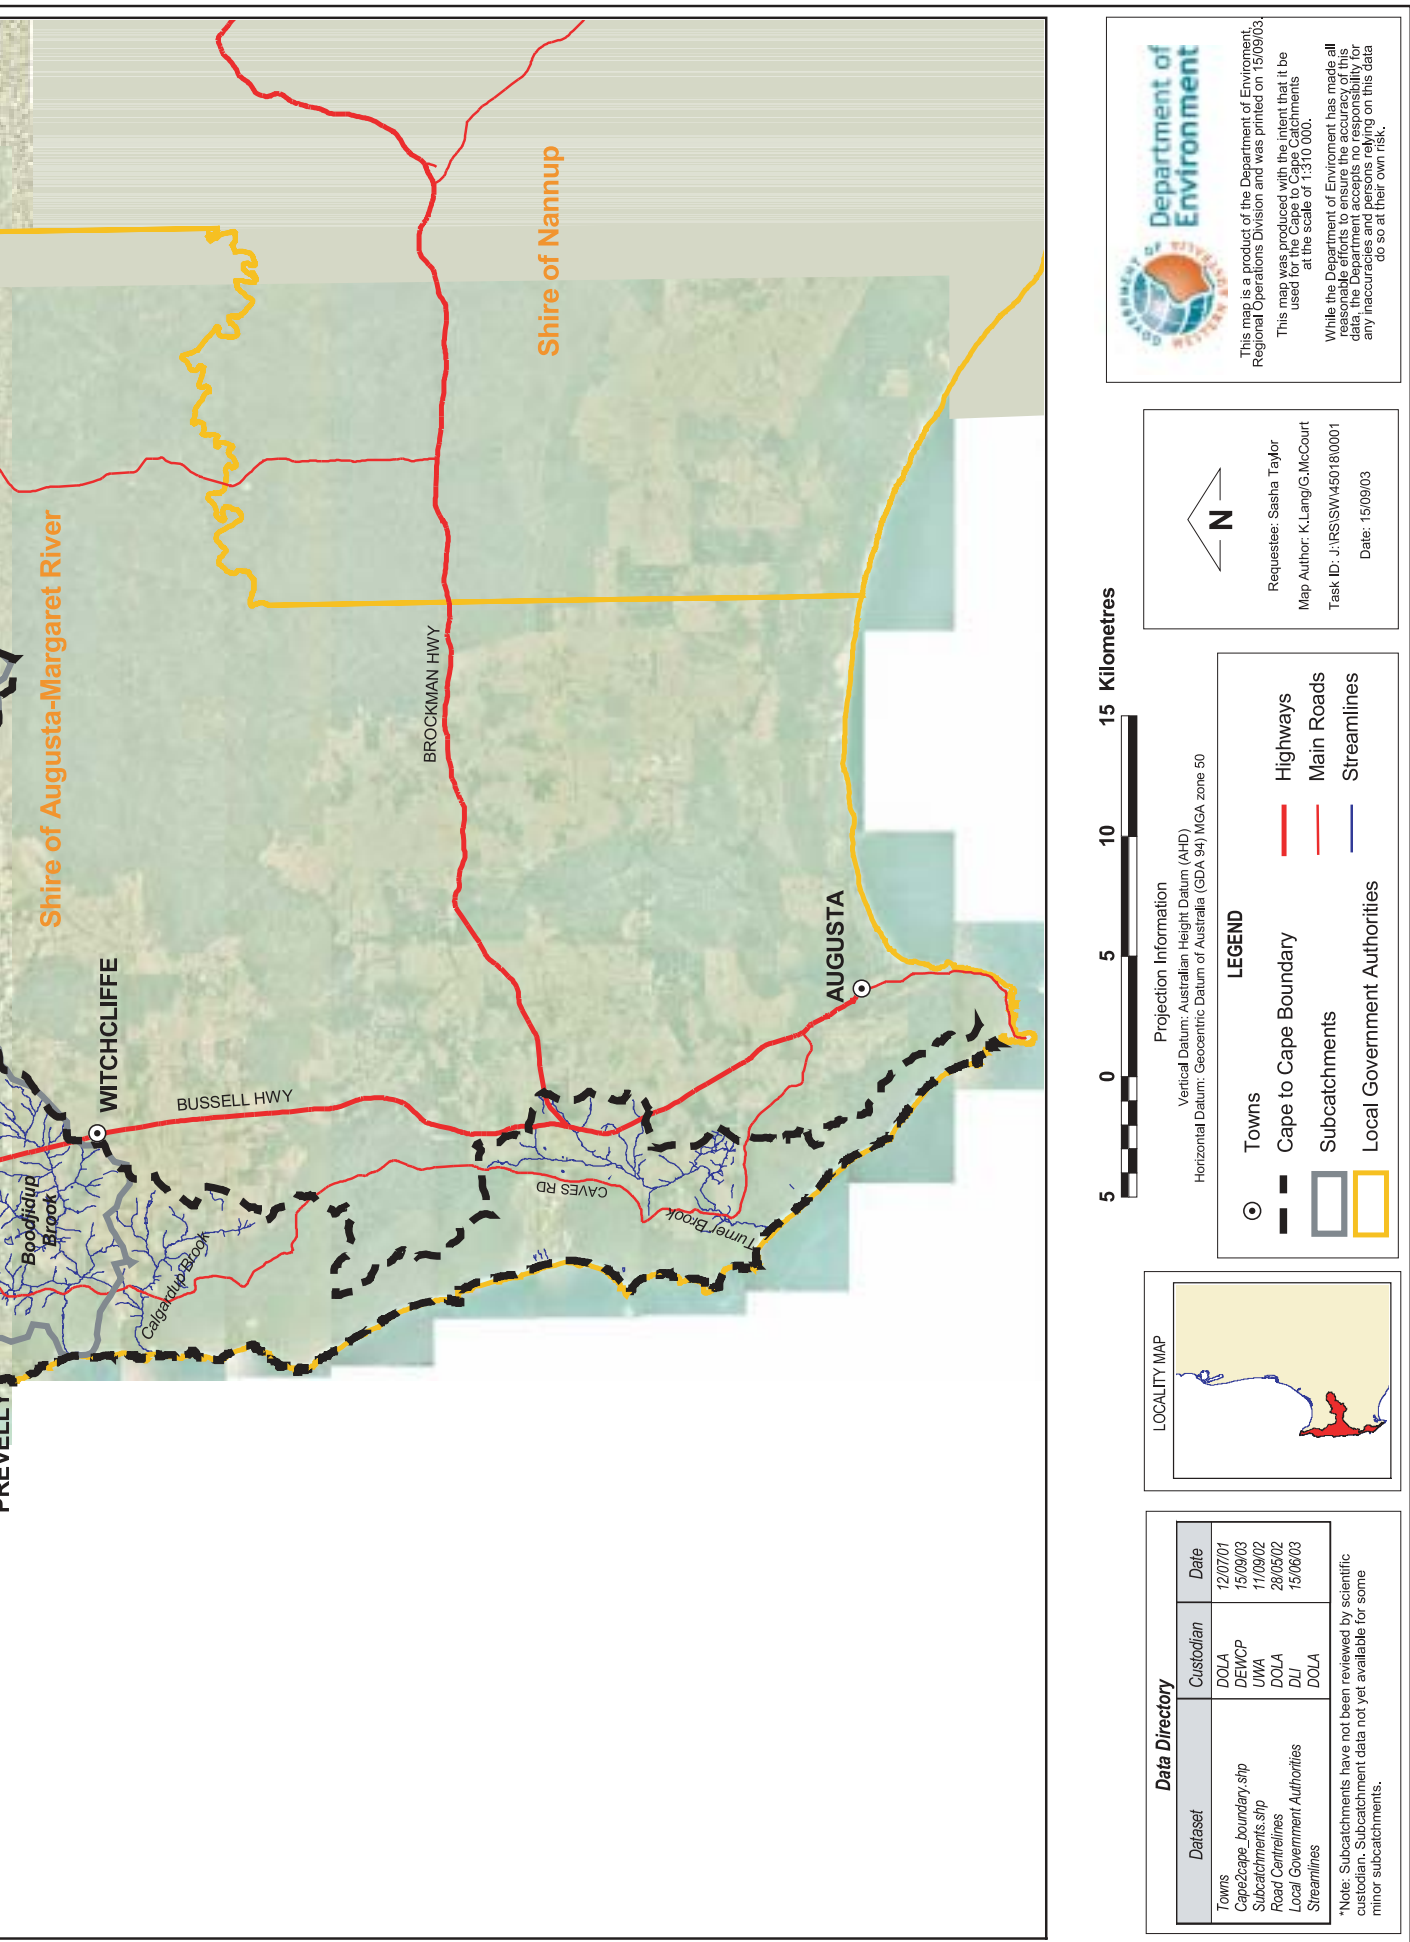 PREVELLY
Boodjidup
Brook
Calgardup Brook
WITCHCLIFFE
BUSSELL HWY
Shire of Augusta-Margaret River
CAVES RD
Turner Brook
BROCKMAN HWY
Shire of Nannup
AUGUSTA
Data Directory
Dataset Custodian Date
Towns DOLA 12/07/01
Cape2cape_boundary.shp DEWCP 15/09/03
Subcatchments.shp UWA 11/09/02
Road Centrelines DOLA 28/05/02
Local Government Authorities DLI 15/06/03
Streamlines DOLA
*Note: Subcatchments have not been reviewed by scientific
custodian. Subcatchment data not yet available for some
minor subcatchments.
LOCALITY MAP
5 0 5 10 15 Kilometres
Projection Information
Vertical Datum: Australian Height Datum (AHD)
Horizontal Datum: Geocentric Datum of Australia (GDA 94) MGA zone 50
LEGEND
Towns
Cape to Cape Boundary
Subcatchments
Local Government Authorities
Highways
Main Roads
Streamlines
N
Requestee: Sasha Taylor
Map Author: K.Lang/G.McCourt
Task ID: J:\RS\SW\45018\0001
Date: 15/09/03
GOVERNMENT OF
WESTERN AUSTRALIA
Department of
Environment
This map is a product of the Department of Enviroment,
Regional Operations Division and was printed on 15/09/03.
This map was produced with the intent that it be
used for the Cape to Cape Catchments
at the scale of 1:310 000.
While the Department of Enviroment has made all
reasonable efforts to ensure the accuracy of this
data, the Department accepts no responsibility for
any inaccuracies and persons relying on this data
do so at their own risk.